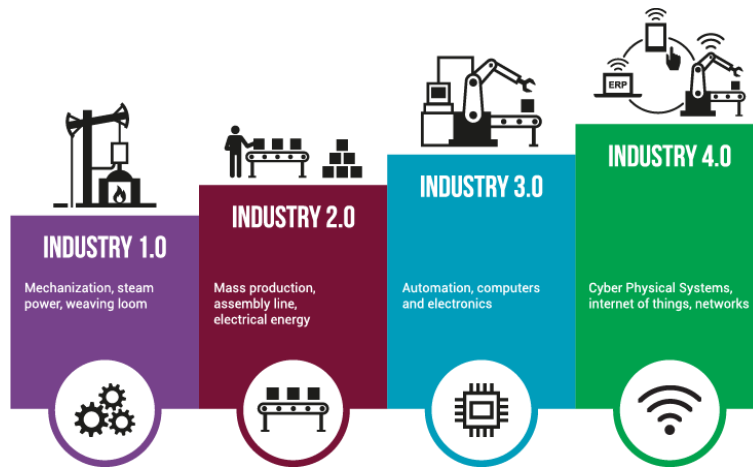 ERP
INDUSTRY 1.0
Mechanization, steam
power, weaving loom
INDUSTRY 2.0
Mass production,
assembly line,
electrical energy
INDUSTRY 3.0
Automation, computers
and electronics
INDUSTRY 4.0
Cyber Physical Systems,
internet of things, networks